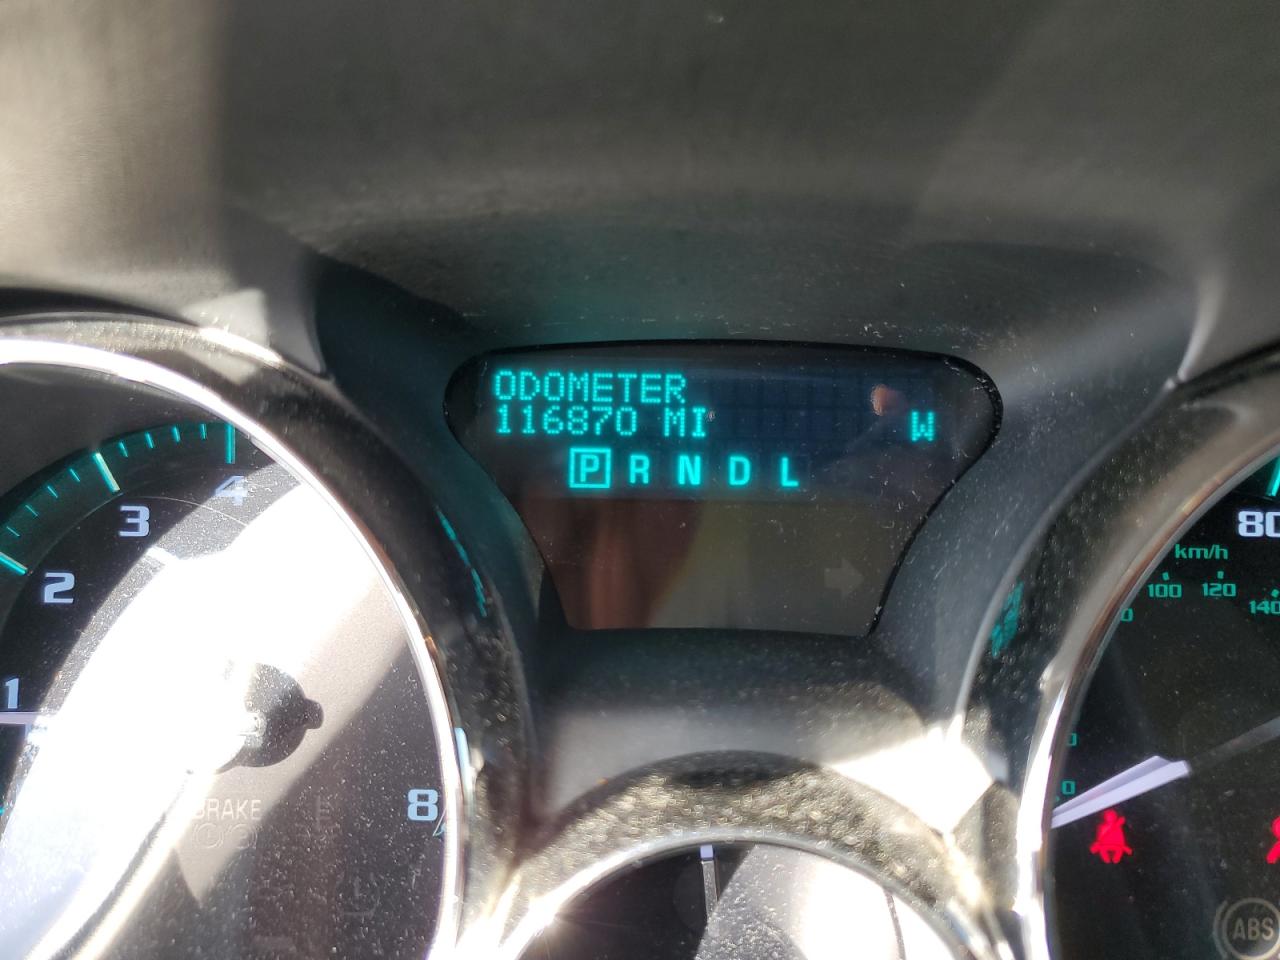 ODOMETER
116870 MI
W
P R N D L
1
2
3
4
8
BRAKE
80
km/h
100
120
140
ABS